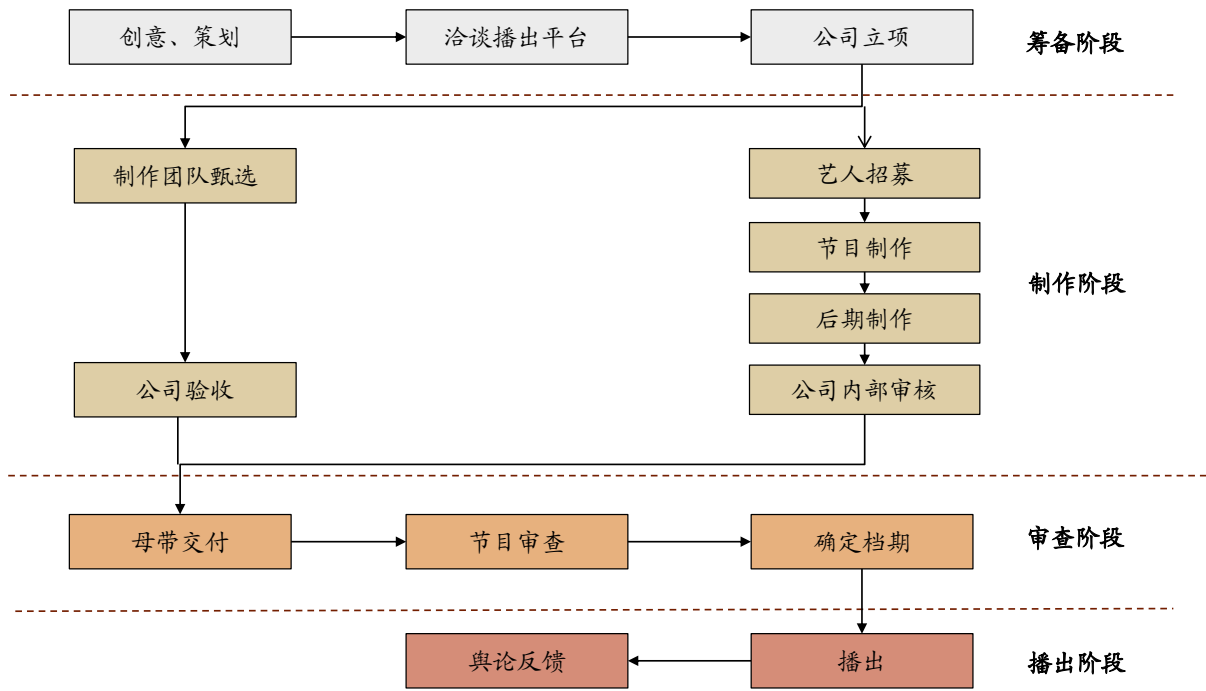 创意、策划
洽谈播出平台
公司立项
筹备阶段
制作团队甄选
艺人招募
节目制作
制作阶段
后期制作
公司验收
公司内部审核
母带交付
节目审查
确定档期
审查阶段
舆论反馈
播出
播出阶段